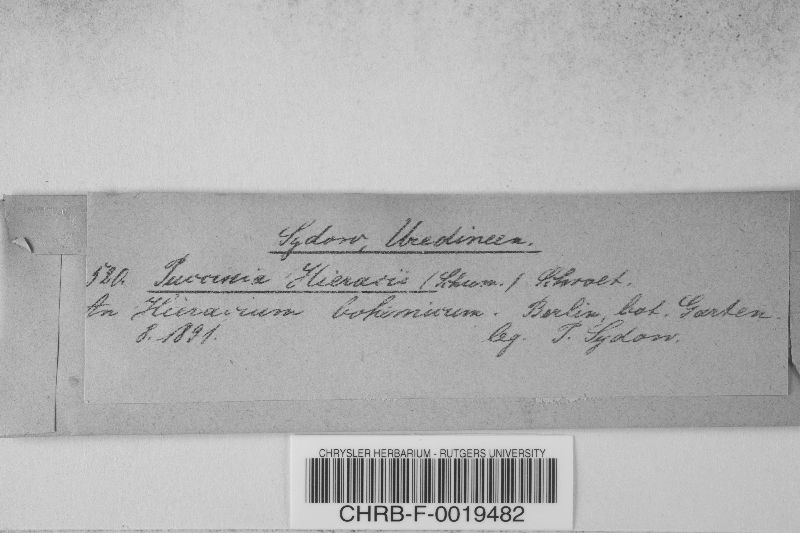 Sydow, Uredineen.
520. Puccinia Hieracii (Schum.) Schroet.
An Hieracium bohemicum. Berlin, bot. Garten.
8. 1891. leg. P. Sydow.
CHRYSLER HERBARIUM - RUTGERS UNIVERSITY
CHRB-F-0019482